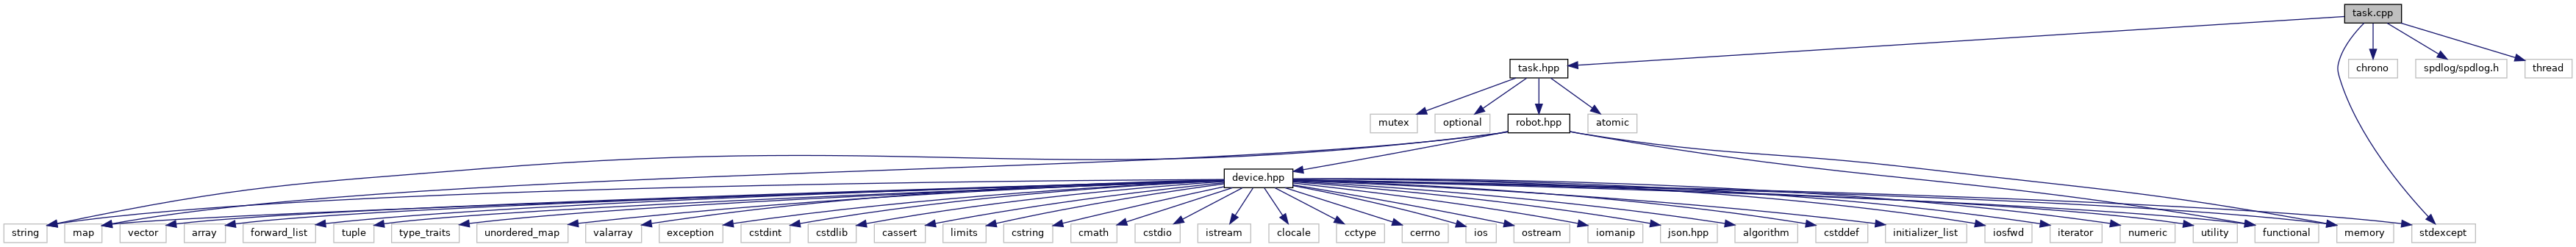 task.cpp
task.hpp
chrono
spdlog/spdlog.h
thread
mutex
optional
robot.hpp
atomic
device.hpp
string
map
vector
array
forward_list
tuple
type_traits
unordered_map
valarray
exception
cstdint
cstdlib
cassert
limits
cstring
cmath
cstdio
istream
clocale
cctype
cerrno
ios
ostream
iomanip
json.hpp
algorithm
cstddef
initializer_list
iosfwd
iterator
numeric
utility
functional
memory
stdexcept